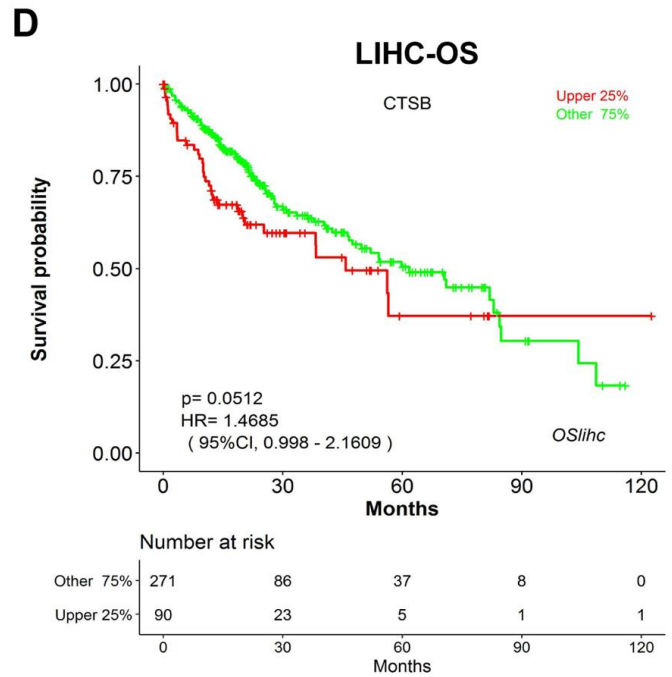 D
LIHC-OS
CTSB
Upper 25%
Other 75%
Survival probability
1.00
0.75
0.50
0.25
0.00
p= 0.0512
HR= 1.4685
( 95%CI, 0.998 - 2.1609 )
OSlihc
0 30 60 90 120
Months
Number at risk
Other 75% 271 86 37 8 0
Upper 25% 90 23 5 1 1
0 30 60 90 120
Months